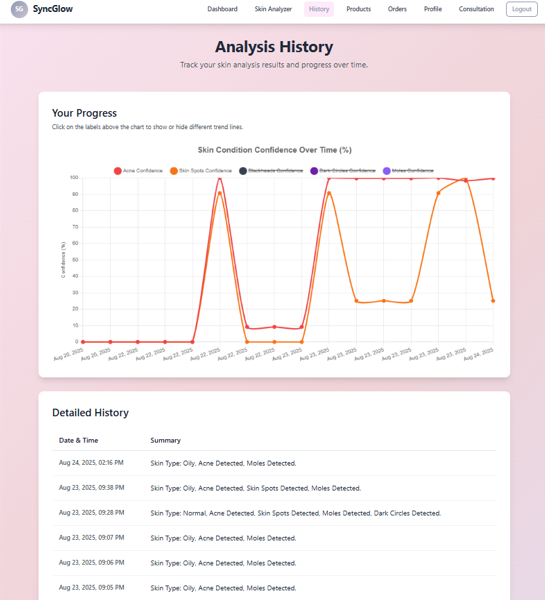 SG SyncGlow Dashboard Skin Analyzer History Products Orders Profile Consultation Logout
Analysis History
Track your skin analysis results and progress over time.
Your Progress
Click on the labels above the chart to show or hide different trend lines.
Skin Condition Confidence Over Time (%)
Acne Confidence Skin Spots Confidence Blackheads Confidence Dark Circles Confidence Moles Confidence
100
90
80
70
60
50
40
30
20
10
0
Confidence (%)
Aug 20, 2025 Aug 20, 2025 Aug 22, 2025 Aug 22, 2025 Aug 22, 2025 Aug 22, 2025 Aug 22, 2025 Aug 22, 2025 Aug 23, 2025 Aug 23, 2025 Aug 23, 2025 Aug 23, 2025 Aug 23, 2025 Aug 23, 2025 Aug 23, 2025 Aug 24, 2025
Detailed History
Date & Time Summary
Aug 24, 2025, 02:16 PM Skin Type: Oily, Acne Detected, Moles Detected.
Aug 23, 2025, 09:38 PM Skin Type: Oily, Acne Detected, Skin Spots Detected, Moles Detected.
Aug 23, 2025, 09:28 PM Skin Type: Normal, Acne Detected, Skin Spots Detected, Moles Detected, Dark Circles Detected.
Aug 23, 2025, 09:07 PM Skin Type: Oily, Acne Detected, Moles Detected.
Aug 23, 2025, 09:06 PM Skin Type: Oily, Acne Detected, Moles Detected.
Aug 23, 2025, 09:05 PM Skin Type: Oily, Acne Detected, Moles Detected.